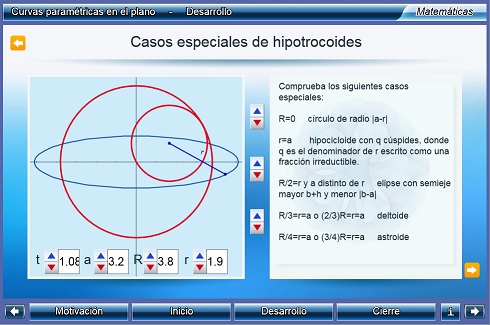 Curvas paramétricas en el plano - Desarrollo
Matemáticas
Casos especiales de hipotrocoides
r
t 1.08 a 3.2 R 3.8 r 1.9
Comprueba los siguientes casos
especiales:
R=0 círculo de radio |a-r|
r=a hipocicloide con q cúspides, donde
q es el denominador de r escrito como una
fracción irreductible.
R/2=r y a distinto de r elipse con semieje
mayor b+h y menor |b-a|
R/3=r=a o (2/3)R=r=a deltoide
R/4=r=a o (3/4)R=r=a astroide
Motivación
Inicio
Desarrollo
Cierre
i